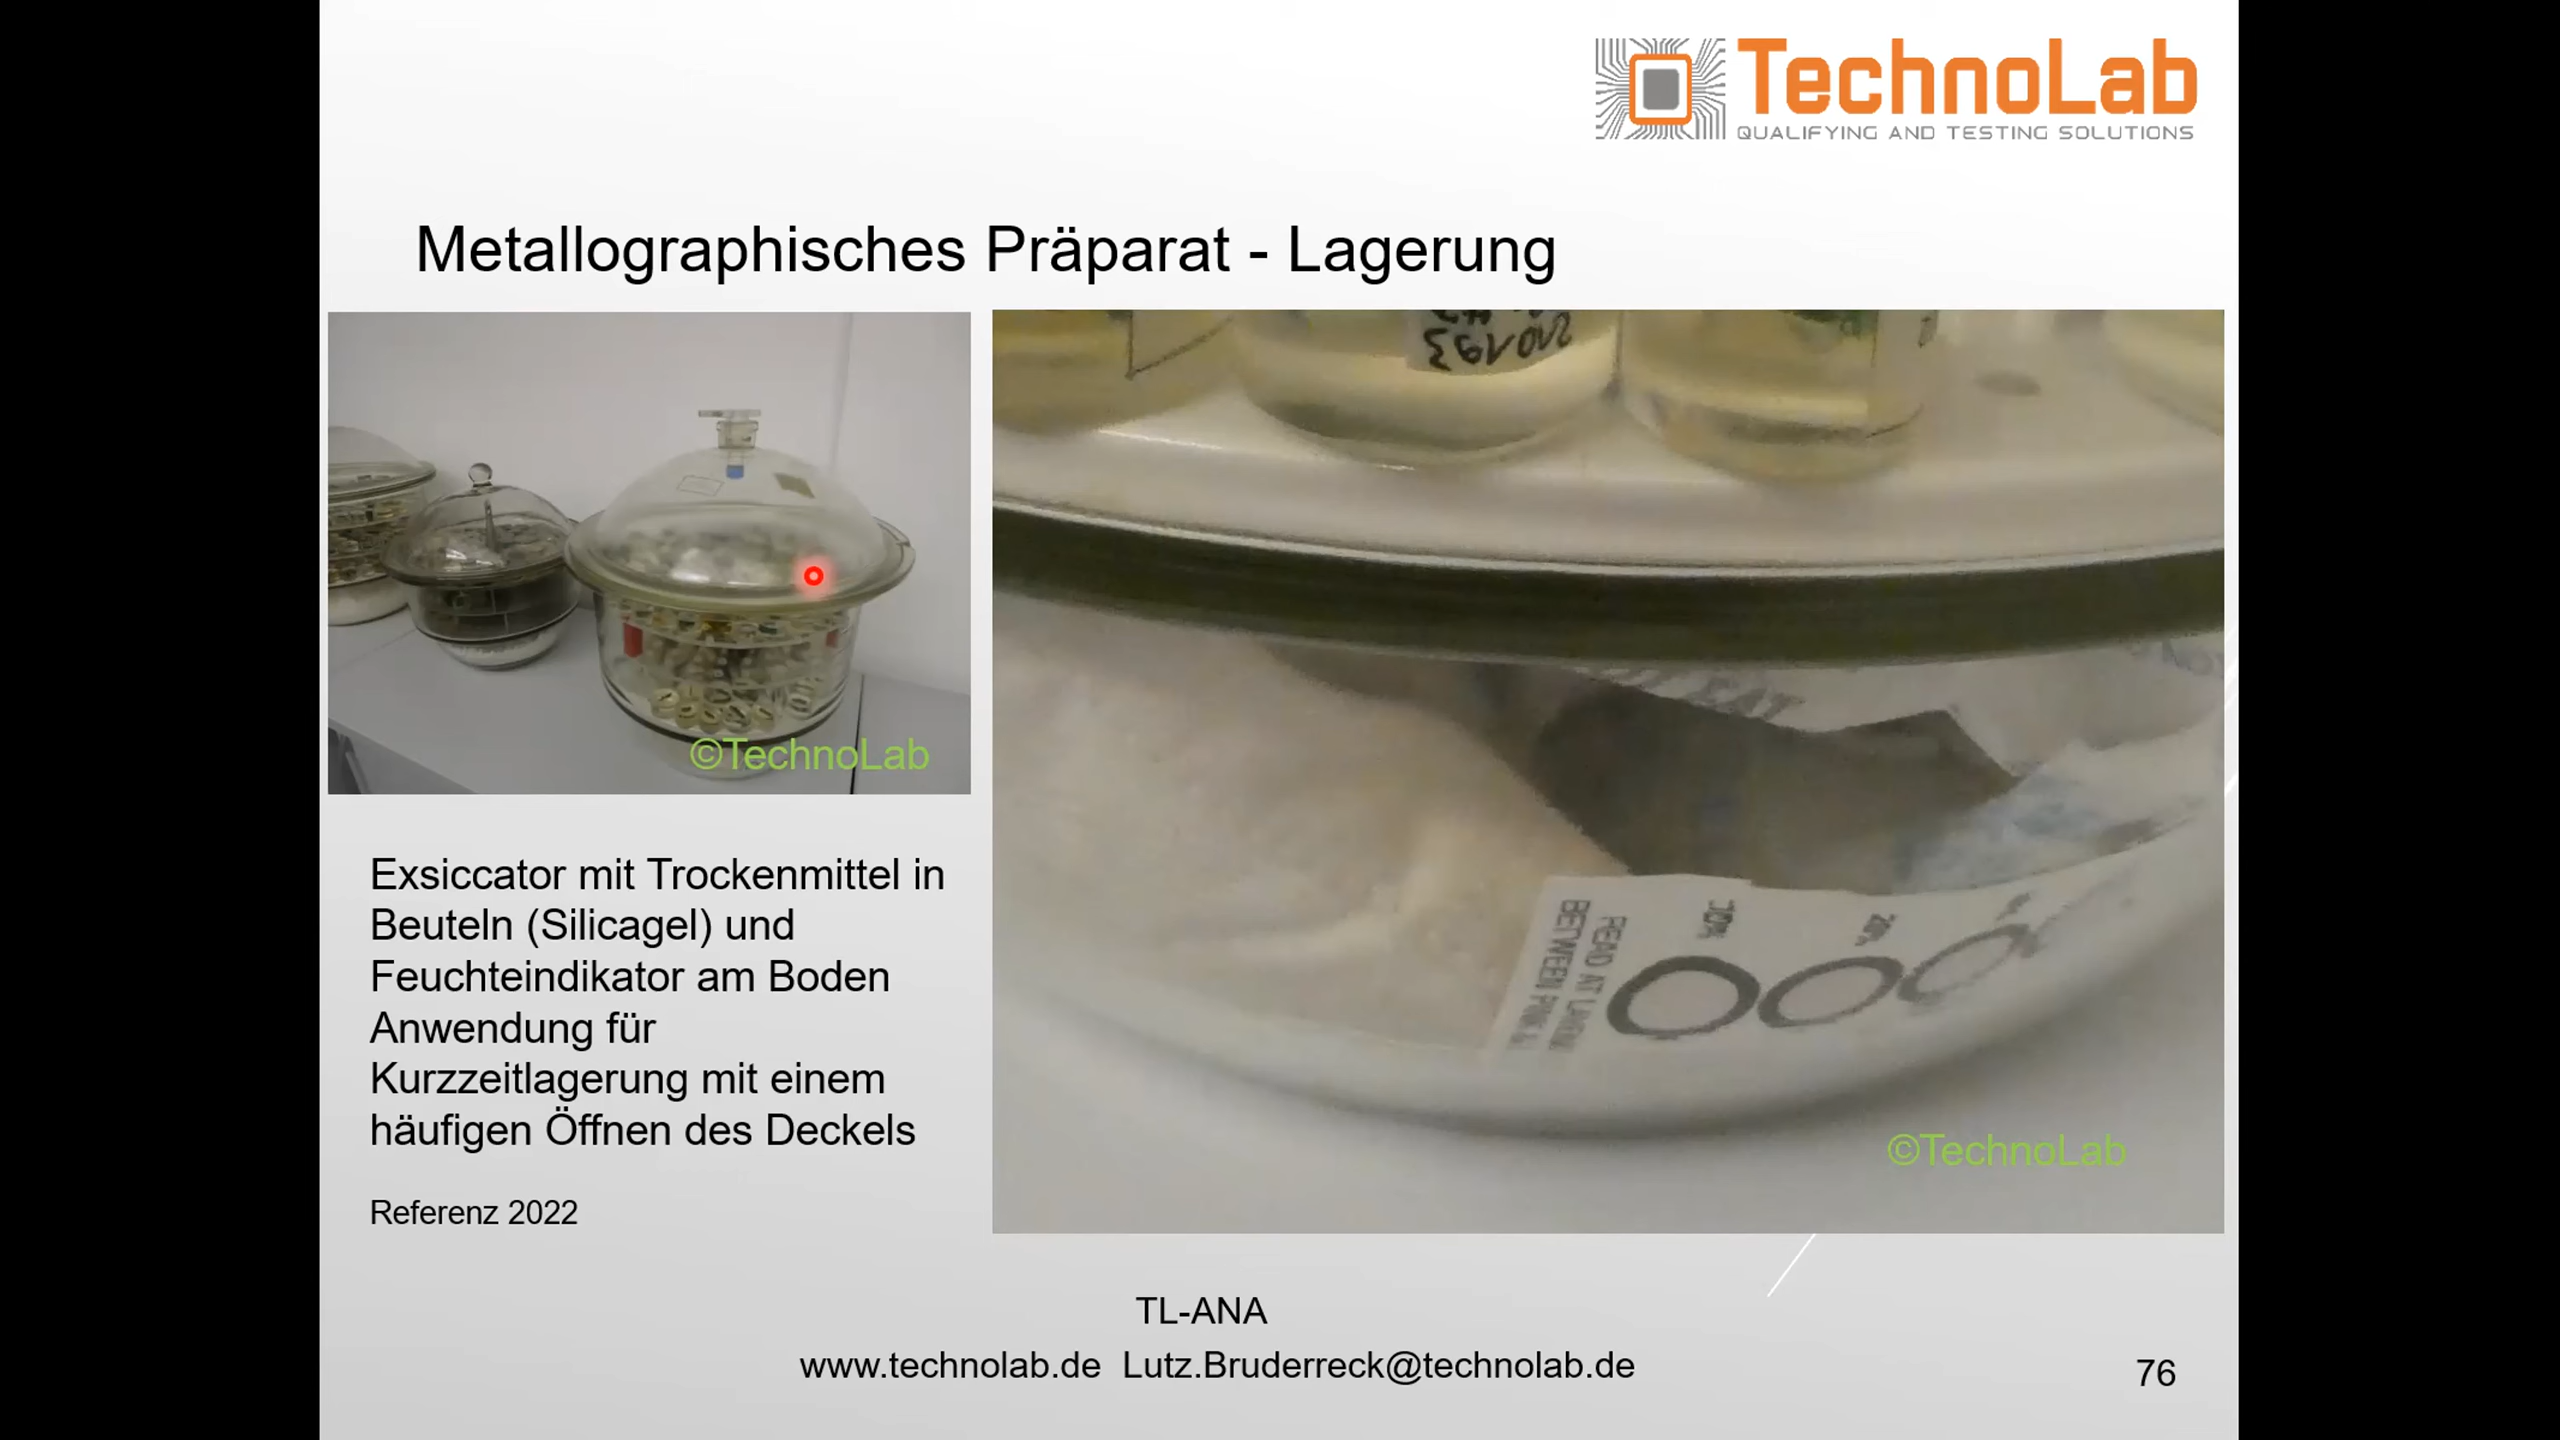 TechnoLab
QUALIFYING AND TESTING SOLUTIONS
Metallographisches Präparat - Lagerung
©TechnoLab
Exsiccator mit Trockenmittel in
Beuteln (Silicagel) und
Feuchteindikator am Boden
Anwendung für
Kurzzeitlagerung mit einem
häufigen Öffnen des Deckels
Referenz 2022
210193
READ AT
BETWEEN PINK
20%
©TechnoLab
TL-ANA
www.technolab.de Lutz.Bruderreck@technolab.de
76